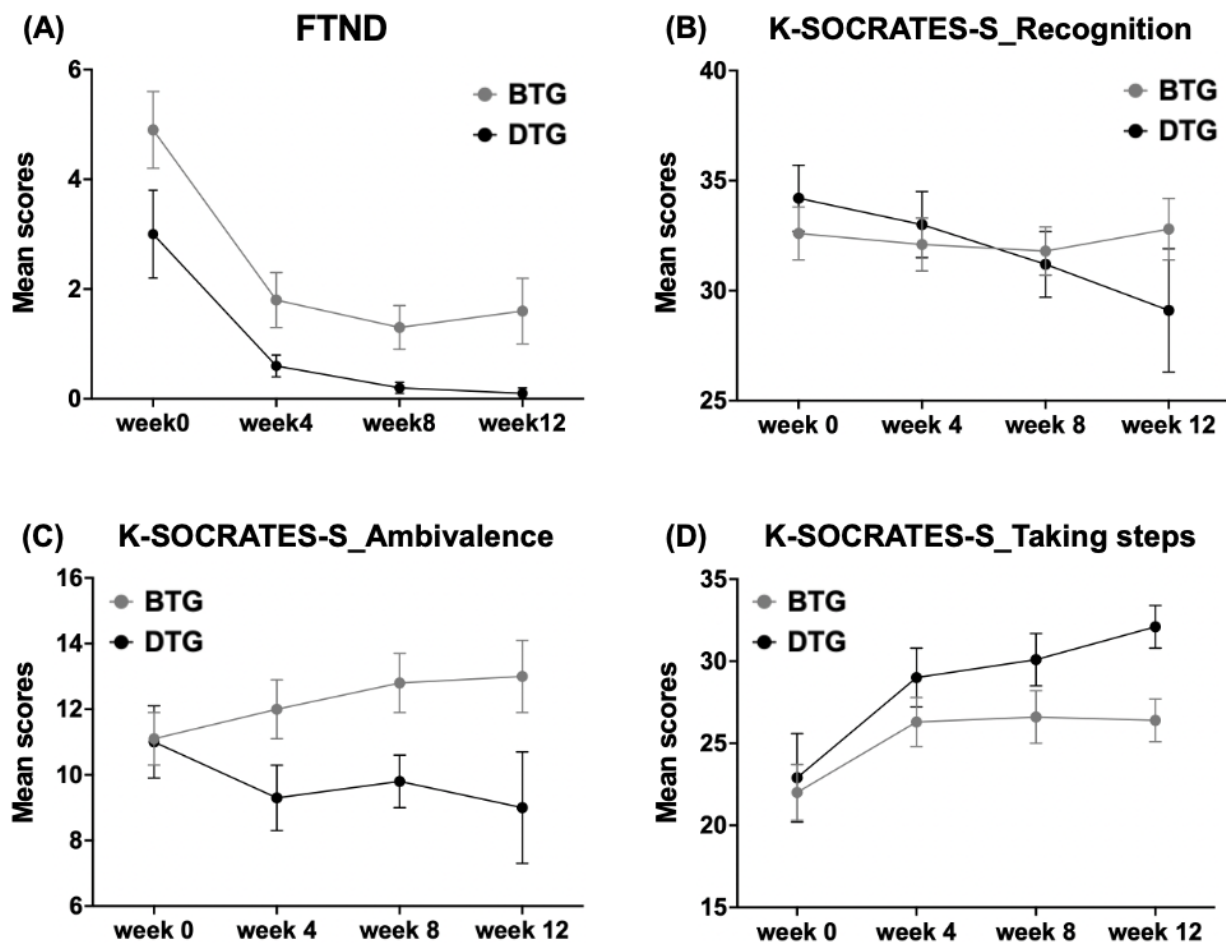 (A) FTND
BTG
DTG
Mean scores
6
4
2
0
week0 week4 week8 week12
(B) K-SOCRATES-S_Recognition
BTG
DTG
Mean scores
40
35
30
25
week 0 week 4 week 8 week 12
(C) K-SOCRATES-S_Ambivalence
BTG
DTG
Mean scores
16
14
12
10
8
6
week 0 week 4 week 8 week 12
(D) K-SOCRATES-S_Taking steps
BTG
DTG
Mean scores
35
30
25
20
15
week 0 week 4 week 8 week 12